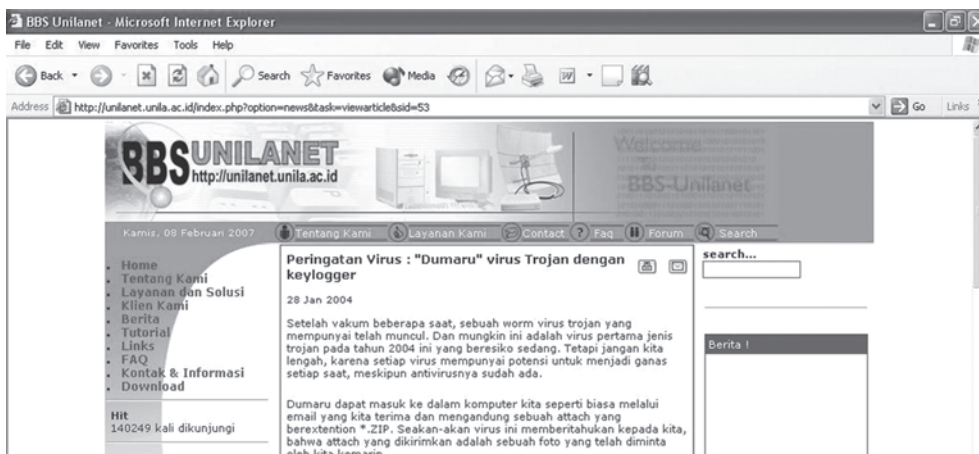 BBS Unilanet - Microsoft Internet Explorer
File Edit View Favorites Tools Help
Back Search Favorites Media
Address http://unilanet.unila.ac.id/index.php?option=news&task=viewarticle&sid=53 Go Links
BBS UNILANET
http://unilanet.unila.ac.id
Welcome
BBS-Unilanet
Kamis, 08 Februari 2007 Tentang Kami Layanan Kami Contact Faq Forum Search
Home
Tentang Kami
Layanan dan Solusi
Klien Kami
Berita
Tutorial
Links
FAQ
Kontak & Informasi
Download
Hit
140249 kali dikunjungi
Peringatan Virus : "Dumaru" virus Trojan dengan
keylogger
28 Jan 2004
Setelah vakum beberapa saat, sebuah worm virus trojan yang
mempunyai telah muncul. Dan mungkin ini adalah virus pertama jenis
trojan pada tahun 2004 ini yang beresiko sedang. Tetapi jangan kita
lengah, karena setiap virus mempunyai potensi untuk menjadi ganas
setiap saat, meskipun antivirusnya sudah ada.
Dumaru dapat masuk ke dalam komputer kita seperti biasa melalui
email yang kita terima dan mengandung sebuah attach yang
berextention *.ZIP. Seakan-akan virus ini memberitahukan kepada kita,
bahwa attach yang dikirimkan adalah sebuah foto yang telah diminta
oleh kita kemarin.
search...
Berita !